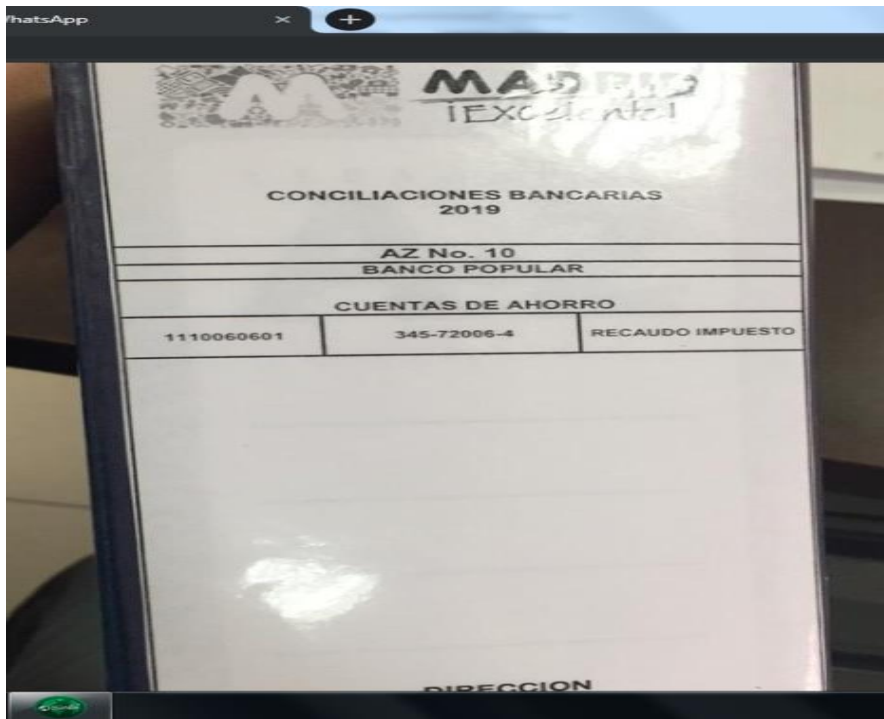 hatsApp
MADRID
¡Excelente!
CONCILIACIONES BANCARIAS
2019
AZ No. 10
BANCO POPULAR
CUENTAS DE AHORRO
1110060601 345-72006-4 RECAUDO IMPUESTO
DIRECCION